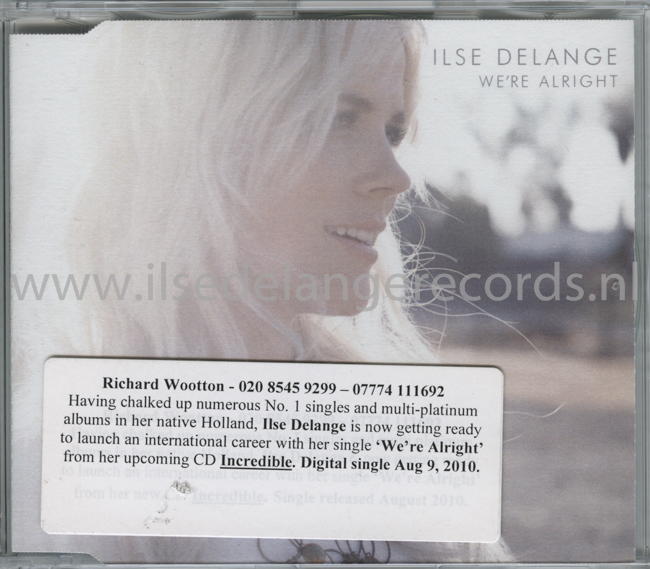 ILSE DELANGE
WE'RE ALRIGHT
www.ilsedelangerecords.nl
Richard Wootton - 020 8545 9299 – 07774 111692
Having chalked up numerous No. 1 singles and multi-platinum
albums in her native Holland, Ilse Delange is now getting ready
to launch an international career with her single ‘We’re Alright’
from her upcoming CD Incredible. Digital single Aug 9, 2010.
to launch an international career with her single ‘We’re Alright’
from her new CD Incredible. Single released August 2010.